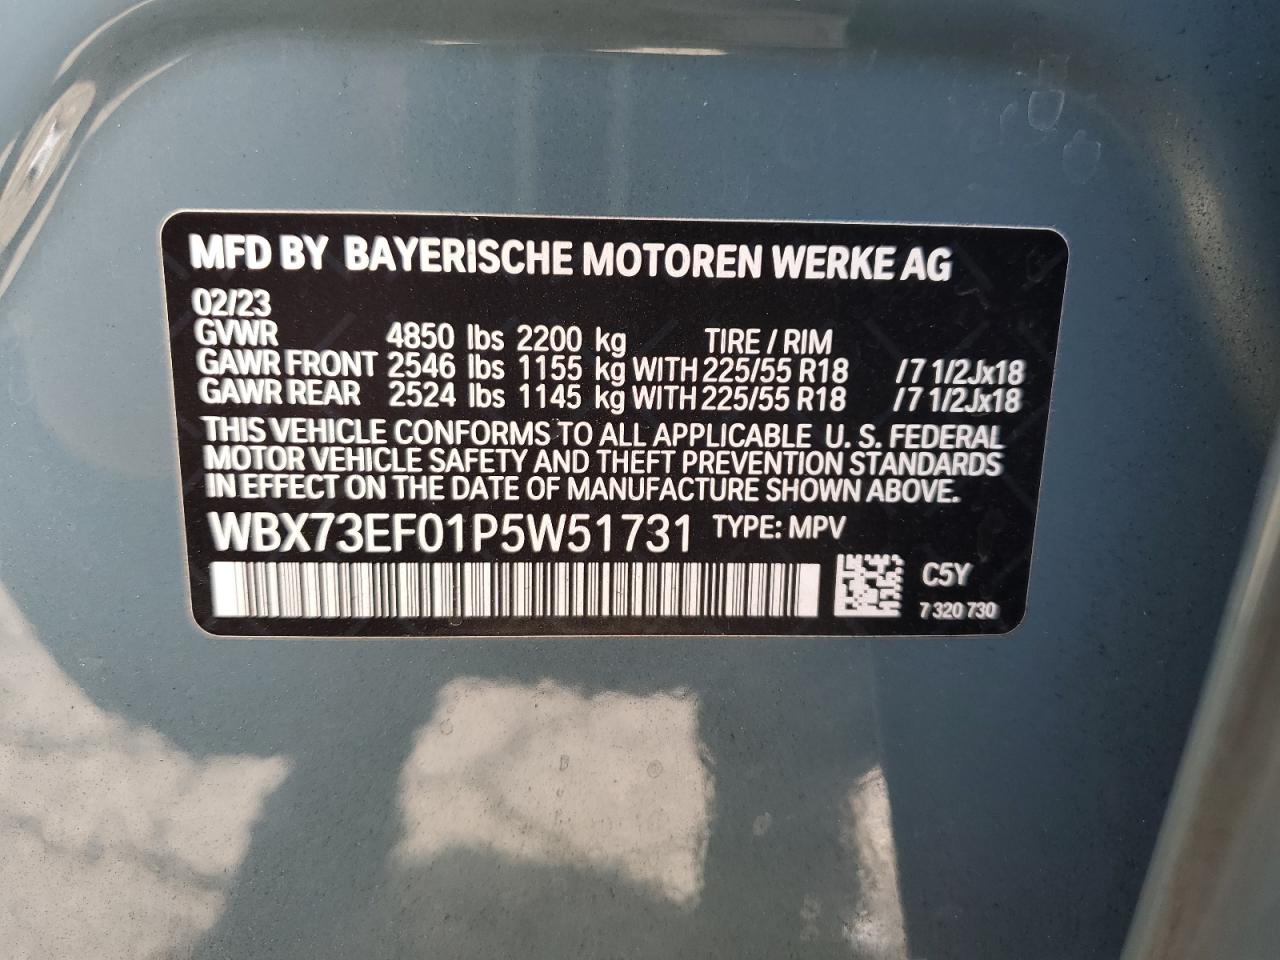 MFD BY BAYERISCHE MOTOREN WERKE AG
02/23
GVWR 4850 lbs 2200 kg TIRE / RIM
GAWR FRONT 2546 lbs 1155 kg WITH 225/55 R18 /7 1/2Jx18
GAWR REAR 2524 lbs 1145 kg WITH 225/55 R18 /7 1/2Jx18
THIS VEHICLE CONFORMS TO ALL APPLICABLE U. S. FEDERAL
MOTOR VEHICLE SAFETY AND THEFT PREVENTION STANDARDS
IN EFFECT ON THE DATE OF MANUFACTURE SHOWN ABOVE.
WBX73EF01P5W51731 TYPE: MPV
C5Y
7 320 730